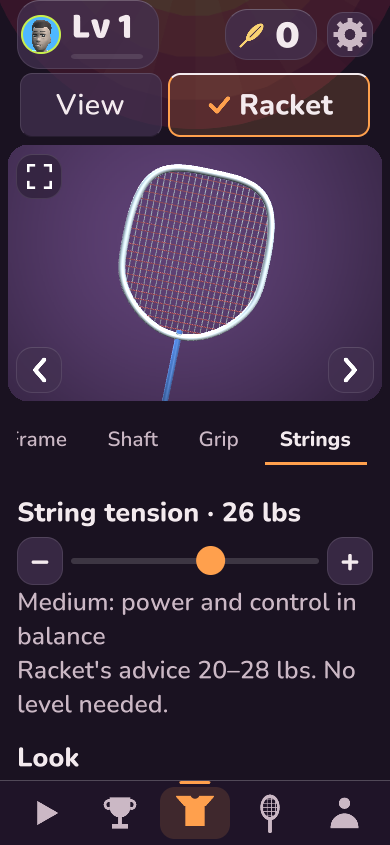 Lv 1
0
View
Racket
Frame
Shaft
Grip
Strings
String tension · 26 lbs
Medium: power and control in
balance
Racket's advice 20–28 lbs. No
level needed.
Look